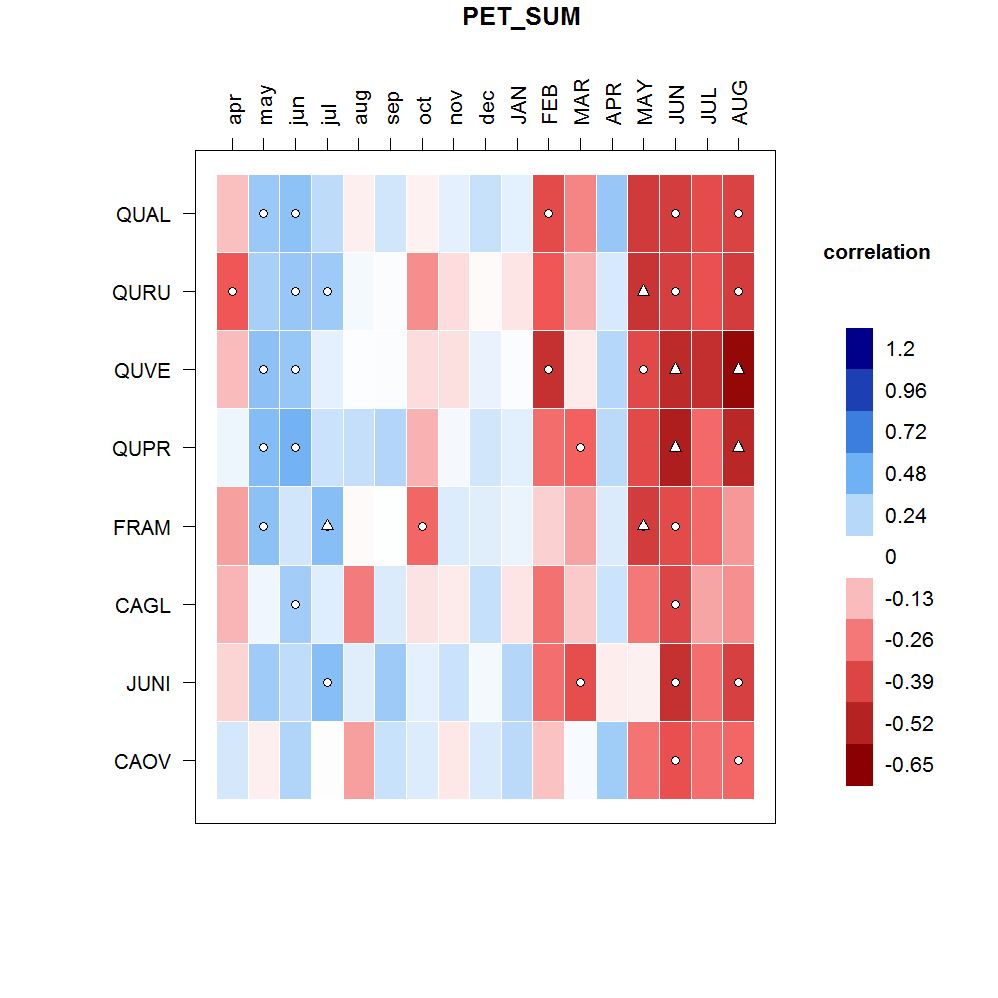 PET_SUM
apr may jun jul aug sep oct nov dec JAN FEB MAR APR MAY JUN JUL AUG
QUAL
QURU
QUVE
QUPR
FRAM
CAGL
JUNI
CAOV
correlation
1.2
0.96
0.72
0.48
0.24
0
-0.13
-0.26
-0.39
-0.52
-0.65